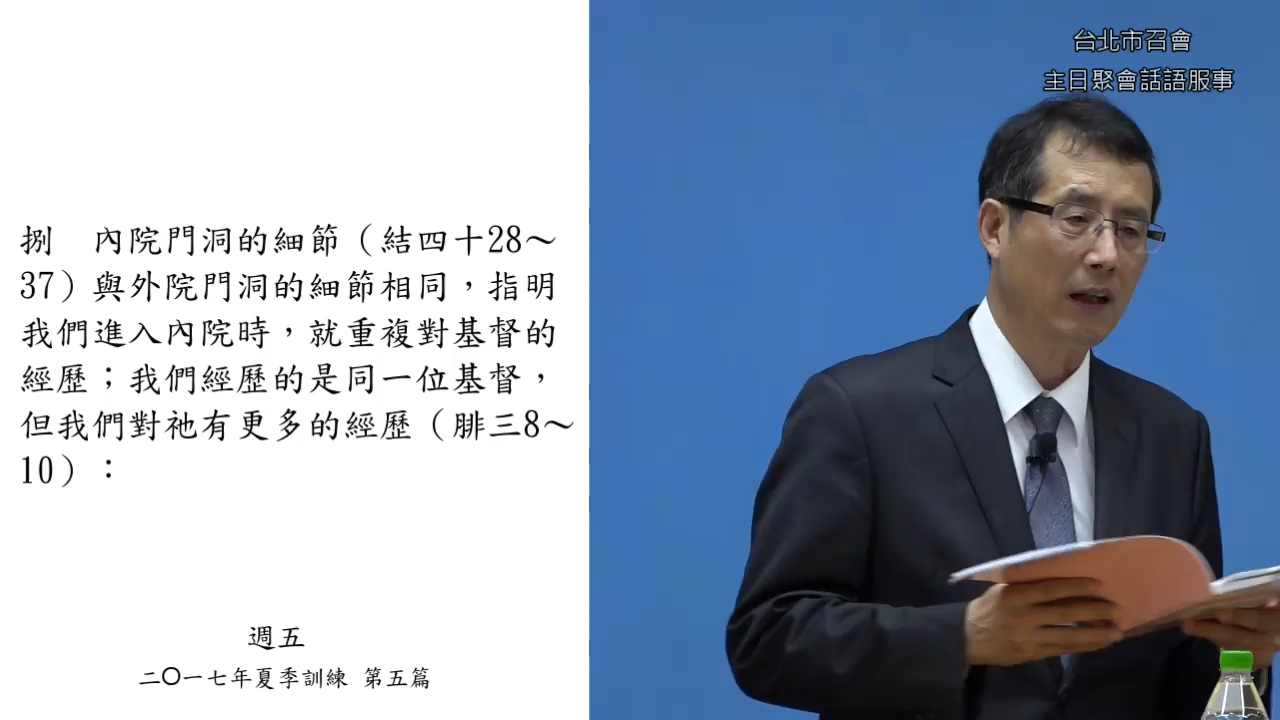 捌　內院門洞的細節（結四十28～
37）與外院門洞的細節相同，指明
我們進入內院時，就重複對基督的
經歷；我們經歷的是同一位基督，
但我們對祂有更多的經歷（腓三8～
10）：
週五
二〇一七年夏季訓練 第五篇
台北市召會
主日聚會話語服事